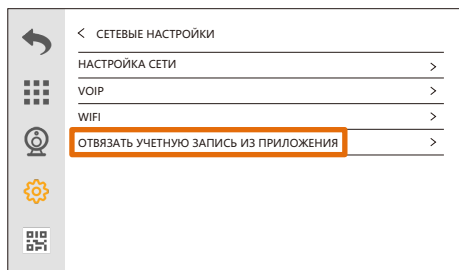 СЕТЕВЫЕ НАСТРОЙКИ
НАСТРОЙКА СЕТИ
VOIP
WIFI
ОТВЯЗАТЬ УЧЕТНУЮ ЗАПИСЬ ИЗ ПРИЛОЖЕНИЯ